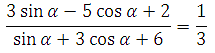 (3 sin α − 5 cos α + 2)/(sin α + 3 cos α + 6) = 1/3